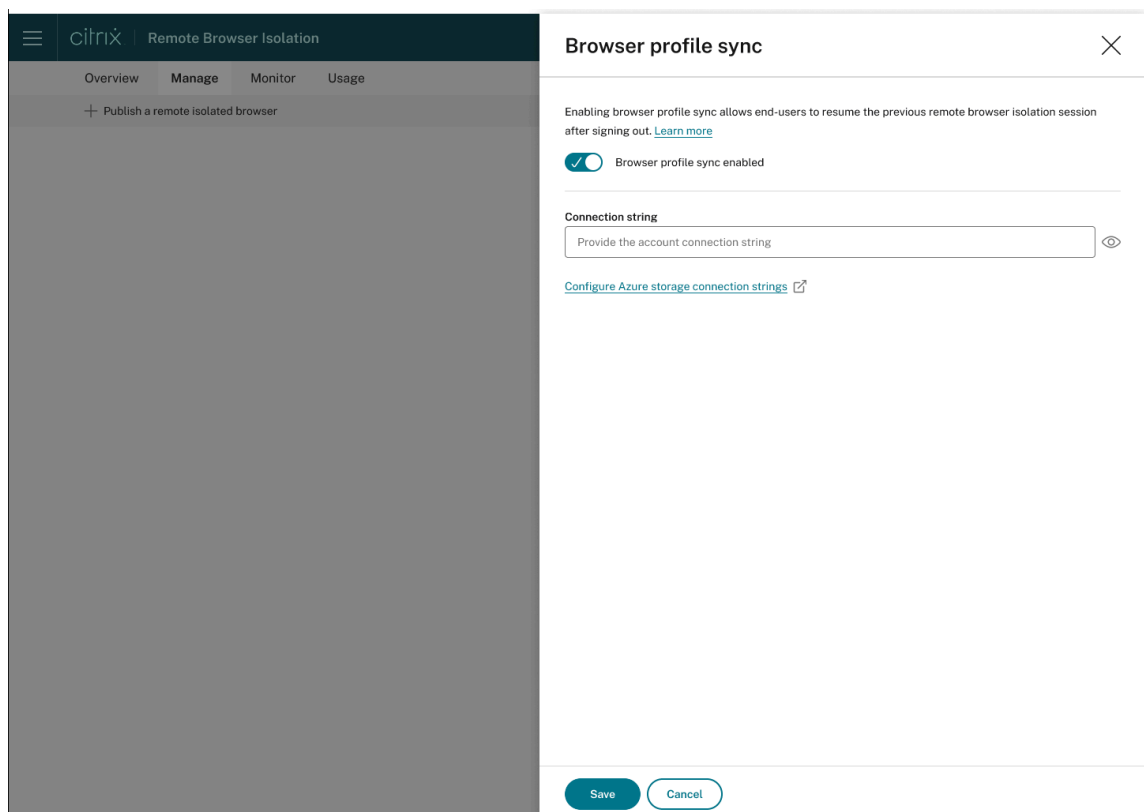 citrix Remote Browser Isolation
Overview Manage Monitor Usage
Publish a remote isolated browser
Browser profile sync
Enabling browser profile sync allows end-users to resume the previous remote browser isolation session
after signing out. Learn more
Browser profile sync enabled
Connection string
Provide the account connection string
Configure Azure storage connection strings
Save Cancel